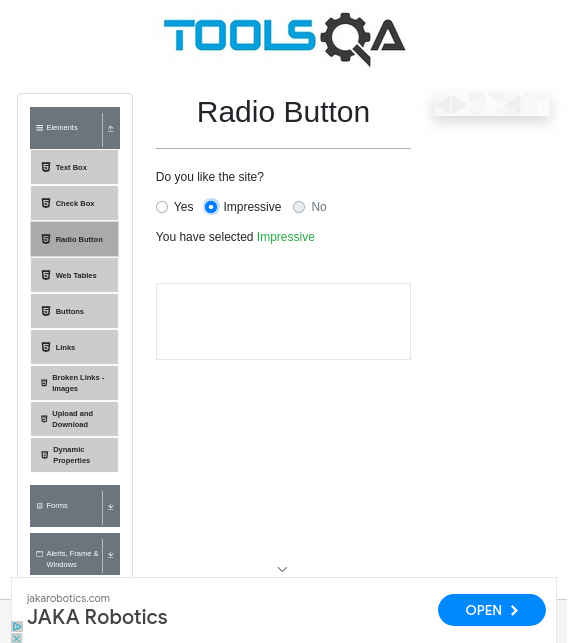 TOOLSQA
Elements
Text Box
Check Box
Radio Button
Web Tables
Buttons
Links
Broken Links -
Images
Upload and
Download
Dynamic
Properties
Forms
Alerts, Frame &
Windows
Radio Button
Do you like the site?
Yes Impressive No
You have selected Impressive
jakarobotics.com
JAKA Robotics
OPEN